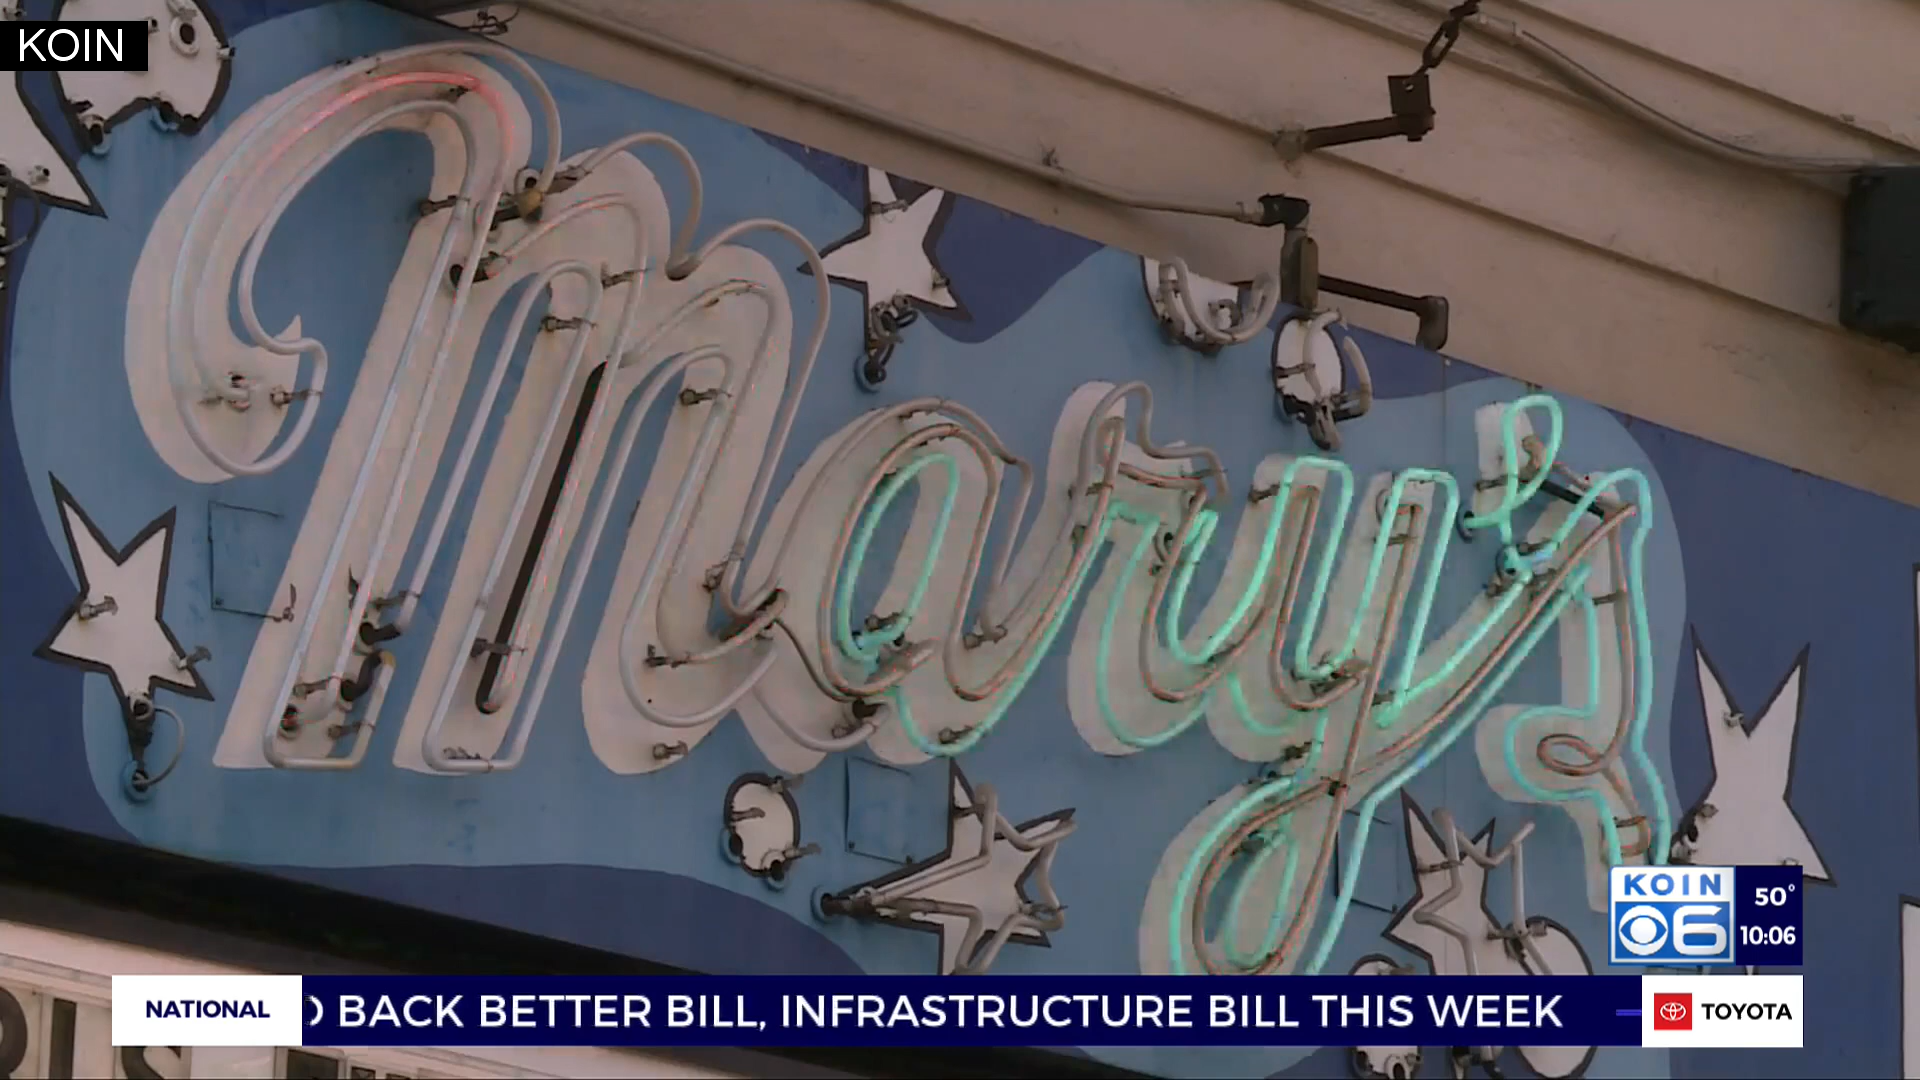 KOIN
Mary's
KOIN
6
50°
10:06
NATIONAL
BACK BETTER BILL, INFRASTRUCTURE BILL THIS WEEK
TOYOTA